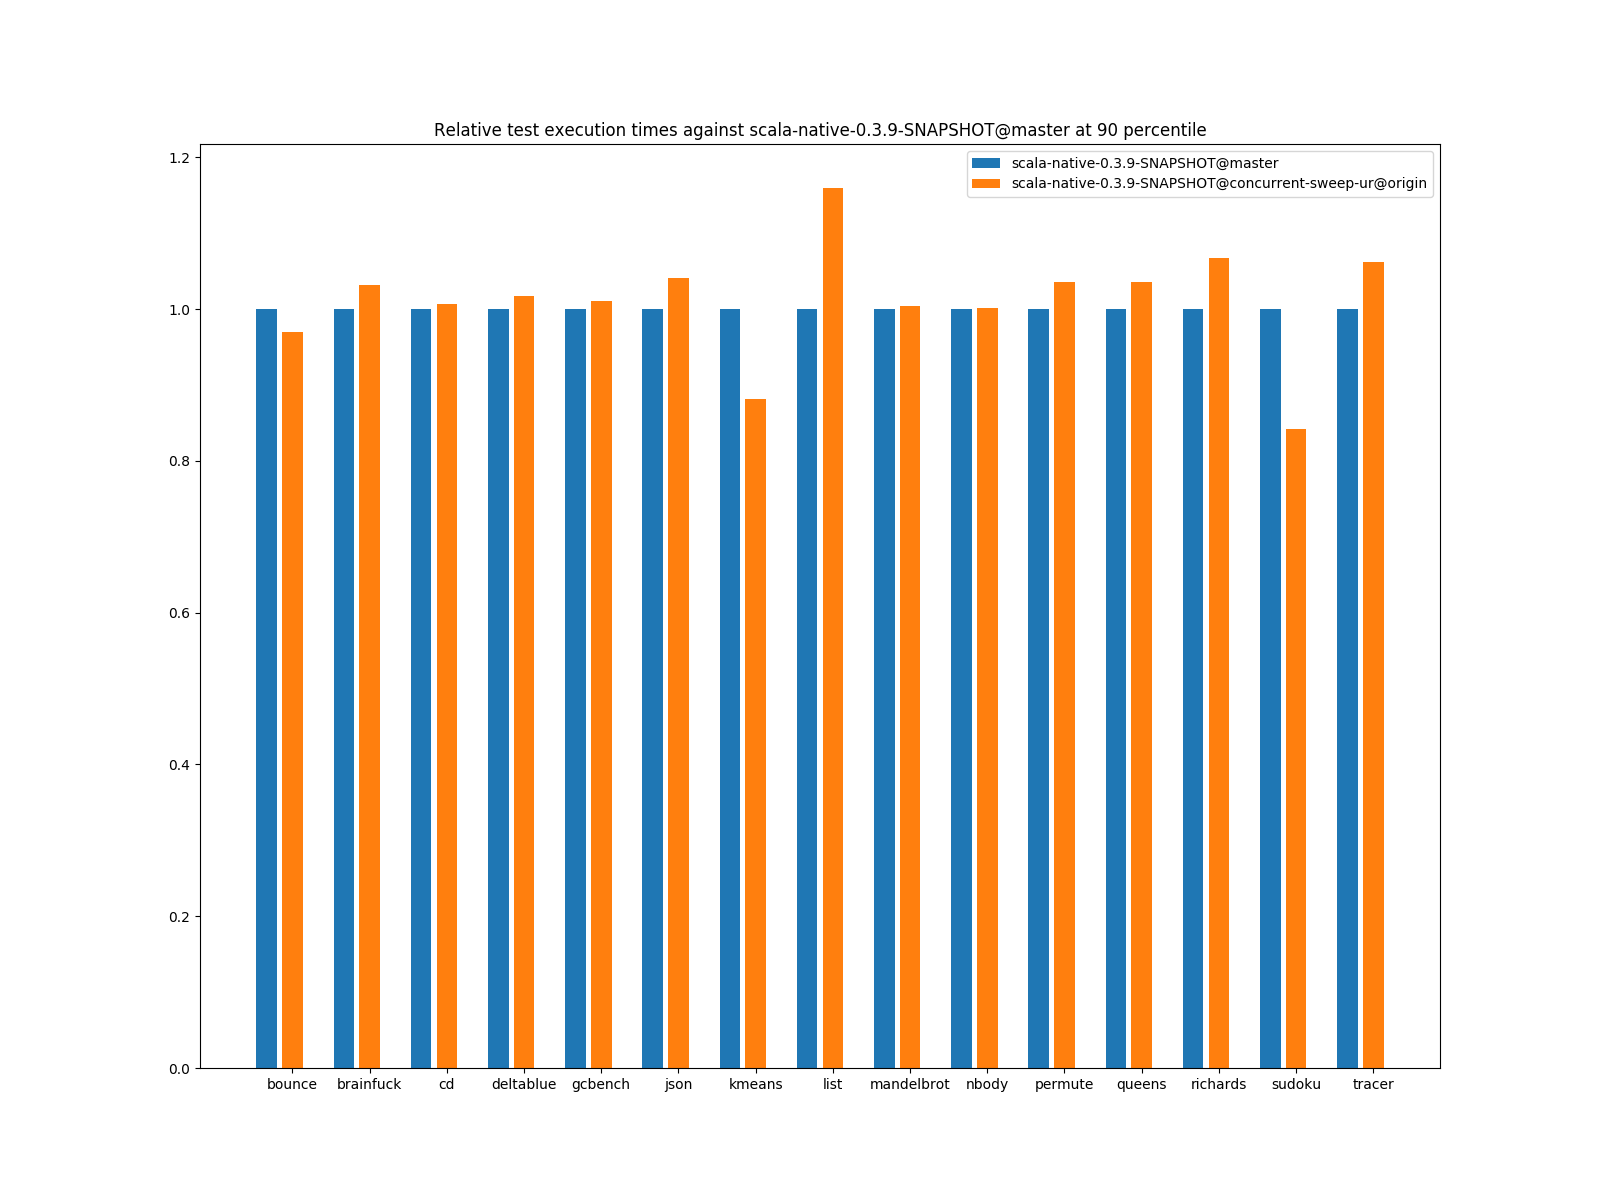 Relative test execution times against scala-native-0.3.9-SNAPSHOT@master at 90 percentile
scala-native-0.3.9-SNAPSHOT@master
scala-native-0.3.9-SNAPSHOT@concurrent-sweep-ur@origin
1.2
1.0
0.8
0.6
0.4
0.2
0.0
bounce brainfuck cd deltablue gcbench json kmeans list mandelbrot nbody permute queens richards sudoku tracer